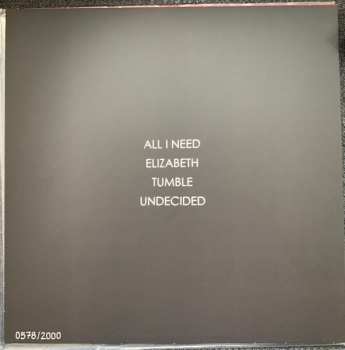 ALL I NEED
ELIZABETH
TUMBLE
UNDECIDED
0578/2000